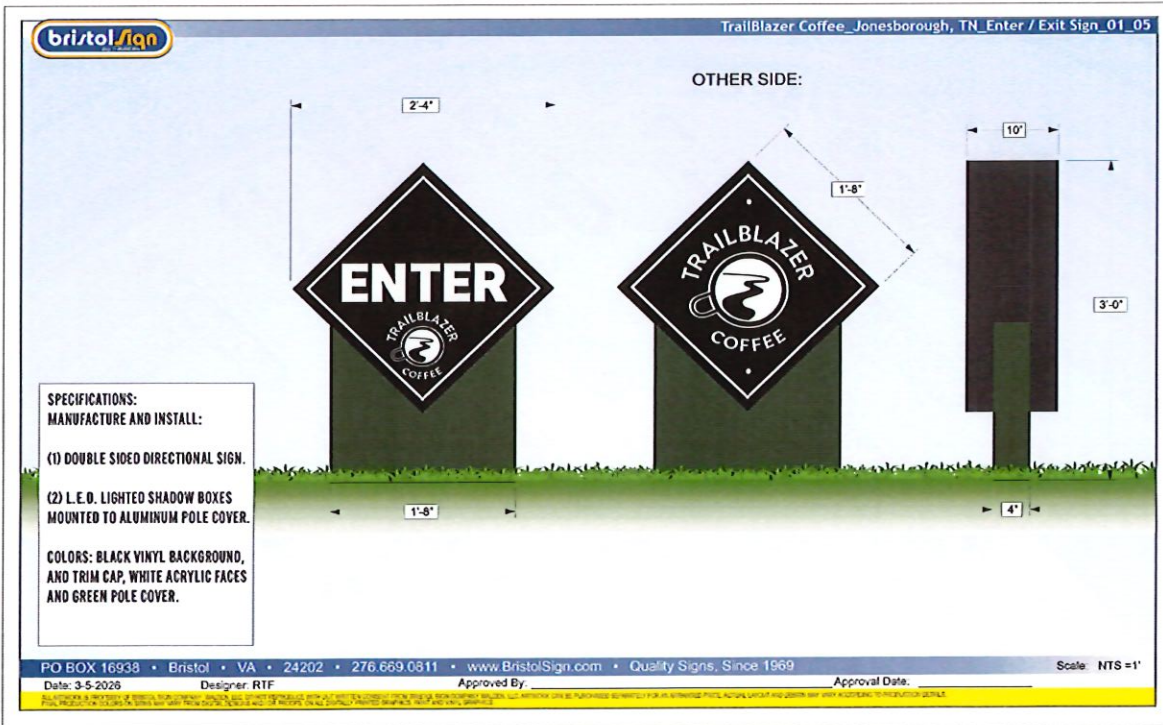 bristolsign
TrailBlazer Coffee_Jonesborough, TN_Enter / Exit Sign_01_05
OTHER SIDE:
2'-4"
10"
1'-8"
3'-0"
ENTER
TRAILBLAZER
COFFEE
TRAILBLAZER
COFFEE
1'-8"
4"
SPECIFICATIONS:
MANUFACTURE AND INSTALL:
(1) DOUBLE SIDED DIRECTIONAL SIGN.
(2) L.E.D. LIGHTED SHADOW BOXES
MOUNTED TO ALUMINUM POLE COVER.
COLORS: BLACK VINYL BACKGROUND,
AND TRIM CAP, WHITE ACRYLIC FACES
AND GREEN POLE COVER.
PO BOX 16938 • Bristol • VA • 24202 • 276.669.0811 • www.BristolSign.com • Quality Signs, Since 1969
Scale: NTS =1'
Date: 3-5-2026 Designer: RTF Approved By: Approval Date: